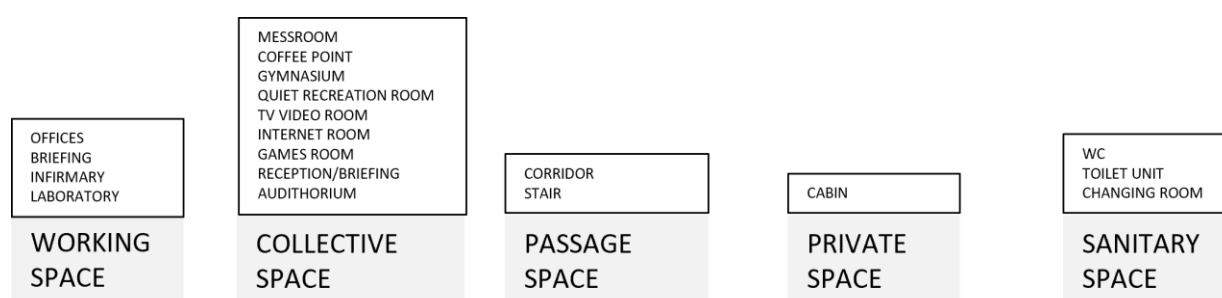 OFFICES
BRIEFING
INFIRMARY
LABORATORY
WORKING
SPACE
MESSROOM
COFFEE POINT
GYMNASIUM
QUIET RECREATION ROOM
TV VIDEO ROOM
INTERNET ROOM
GAMES ROOM
RECEPTION/BRIEFING
AUDITHORIUM
COLLECTIVE
SPACE
CORRIDOR
STAIR
PASSAGE
SPACE
CABIN
PRIVATE
SPACE
WC
TOILET UNIT
CHANGING ROOM
SANITARY
SPACE